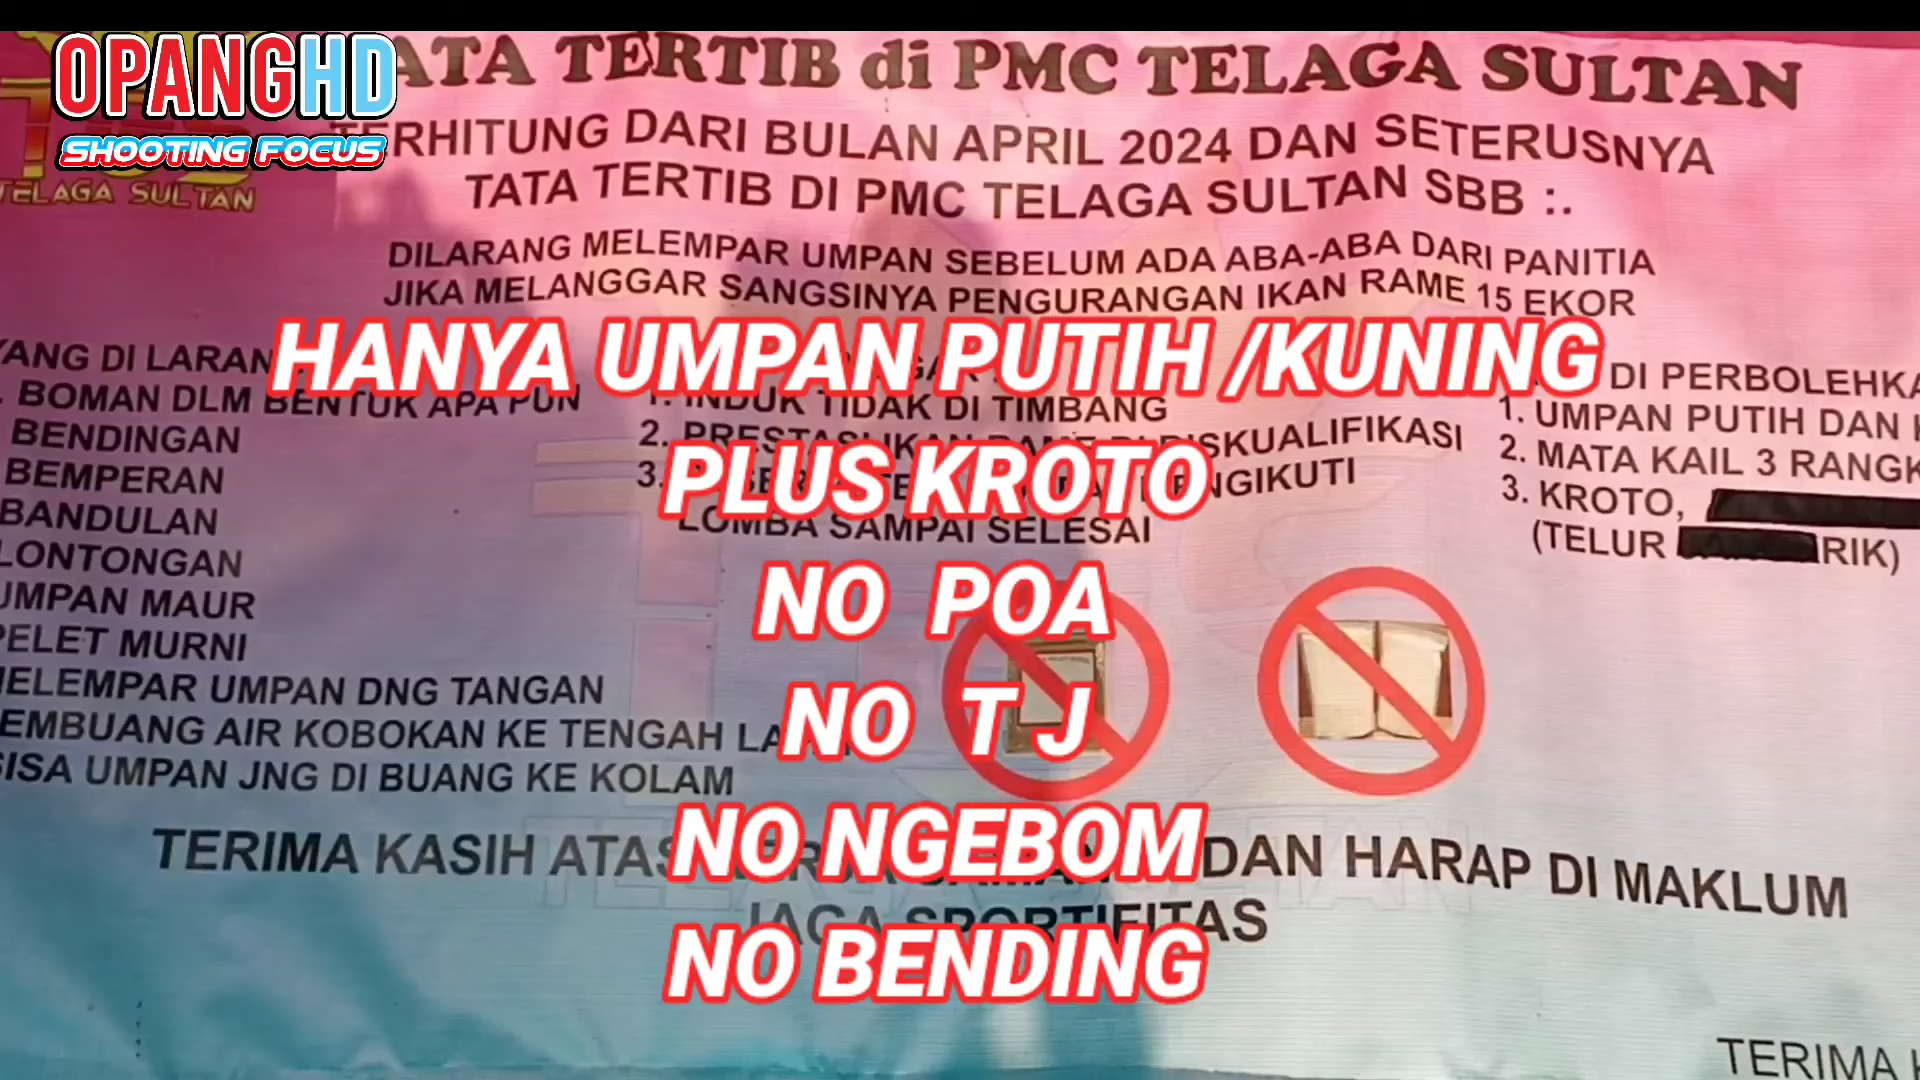 OPANGHD
SHOOTING FOCUS
TELAGA SULTAN
TATA TERTIB di PMC TELAGA SULTAN
TERHITUNG DARI BULAN APRIL 2024 DAN SETERUSNYA
TATA TERTIB DI PMC TELAGA SULTAN SBB :.
DILARANG MELEMPAR UMPAN SEBELUM ADA ABA-ABA DARI PANITIA
JIKA MELANGGAR SANGSINYA PENGURANGAN IKAN RAME 15 EKOR
HANYA UMPAN PUTIH /KUNING
PLUS KROTO
NO POA
NO T J
NO NGEBOM
NO BENDING
YANG DI LARAN
BOMAN DLM BENTUK APA PUN
BENDINGAN
BEMPERAN
BANDULAN
LONTONGAN
UMPAN MAUR
PELET MURNI
MELEMPAR UMPAN DNG TANGAN
EMBUANG AIR KOBOKAN KE TENGAH LA
SISA UMPAN JNG DI BUANG KE KOLAM
1. INDUK TIDAK DI TIMBANG
2. DISKUALIFIKASI
3. NGIKUTI
LOMBA SAMPAI SELESAI
DI PERBOLEHKA
1. UMPAN PUTIH DAN K
2. MATA KAIL 3 RANGK
3. KROTO,
(TELUR RIK)
TERIMA KASIH ATAS DAN HARAP DI MAKLUM
JAGA SPORTIFITAS
TERIMA K